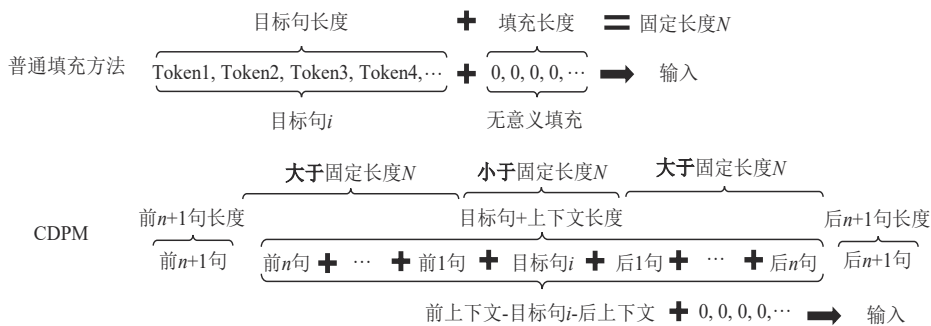 目标句长度 + 填充长度 = 固定长度N
普通填充方法 Token1, Token2, Token3, Token4,··· + 0, 0, 0, 0, ··· → 输入
目标句i 无意义填充
大于固定长度N 小于固定长度N 大于固定长度N
前n+1句长度 目标句+上下文长度 后n+1句长度
CDPM
前n+1句 前n句 + ··· + 前1句 + 目标句i + 后1句 + ··· + 后n句 后n+1句
前上下文-目标句i-后上下文 + 0, 0, 0, 0,··· → 输入